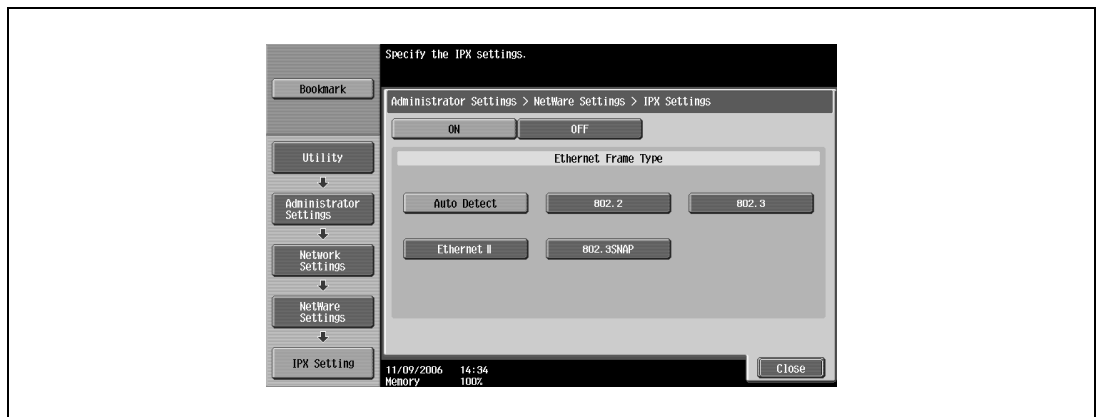 Specify the IPX settings.
Bookmark
Administrator Settings > NetWare Settings > IPX Settings
ON
OFF
Utility
Ethernet Frame Type
Administrator
Settings
Auto Detect
802.2
802.3
Network
Settings
Ethernet II
802.3SNAP
NetWare
Settings
IPX Setting
11/09/2006 14:34
Memory 100%
Close